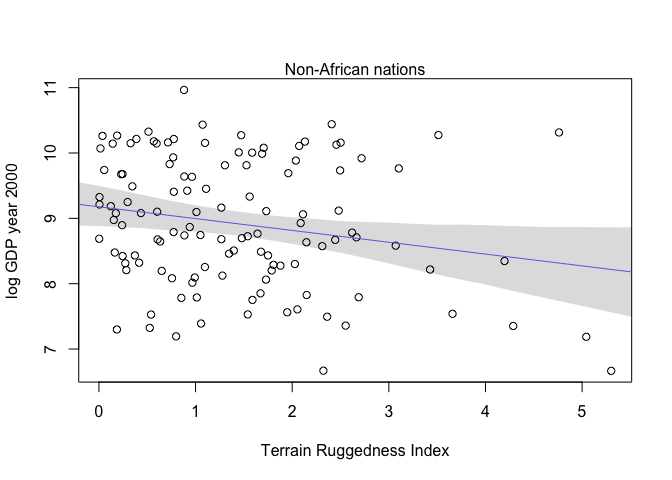 Non-African nations
11
10
9
8
7
log GDP year 2000
0 1 2 3 4 5
Terrain Ruggedness Index